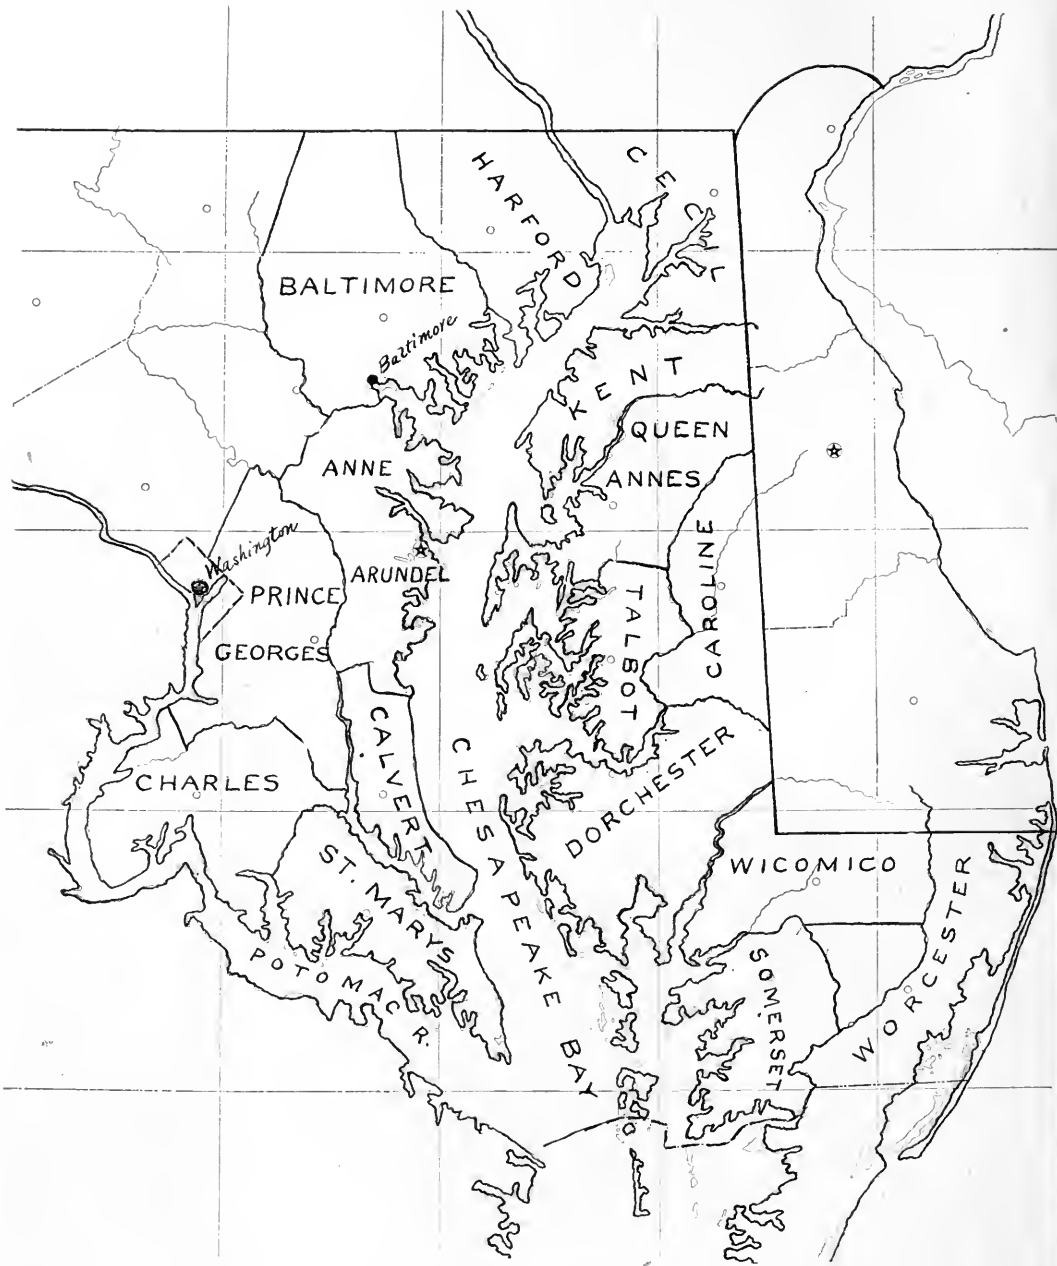 HARFORD
CECIL
BALTIMORE
Baltimore
KENT
QUEEN
ANNES
ANNE
ARUNDEL
Washington
PRINCE
GEORGES
CAROLINE
TALBOT
CALVERT
CHARLES
CHESAPEAKE BAY
DORCHESTER
ST. MARYS
WICOMICO
WORCESTER
SOMERSET
POTOMAC R.